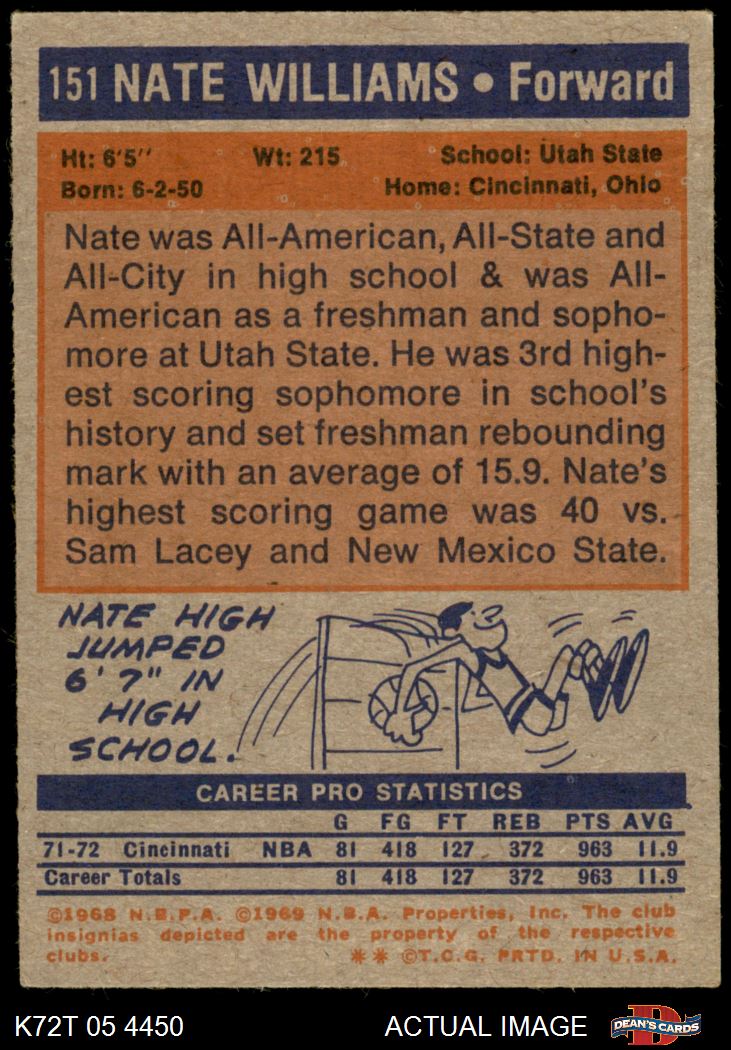 151 NATE WILLIAMS • Forward
Ht: 6'5'' Wt: 215 School: Utah State
Born: 6-2-50 Home: Cincinnati, Ohio
Nate was All-American, All-State and
All-City in high school & was All-
American as a freshman and sopho-
more at Utah State. He was 3rd high-
est scoring sophomore in school's
history and set freshman rebounding
mark with an average of 15.9. Nate's
highest scoring game was 40 vs.
Sam Lacey and New Mexico State.
NATE HIGH
JUMPED
6' 7" IN
HIGH
SCHOOL.
CAREER PRO STATISTICS
G FG FT REB PTS AVG
71-72 Cincinnati NBA 81 418 127 372 963 11.9
Career Totals 81 418 127 372 963 11.9
©1968 N.B.P.A. ©1969 N.B.A. Properties, Inc. The club
insignias depicted are the property of the respective
clubs. ** ©T.C.G. PRTD. IN U.S.A.
K72T 05 4450 ACTUAL IMAGE D DEAN'S CARDS